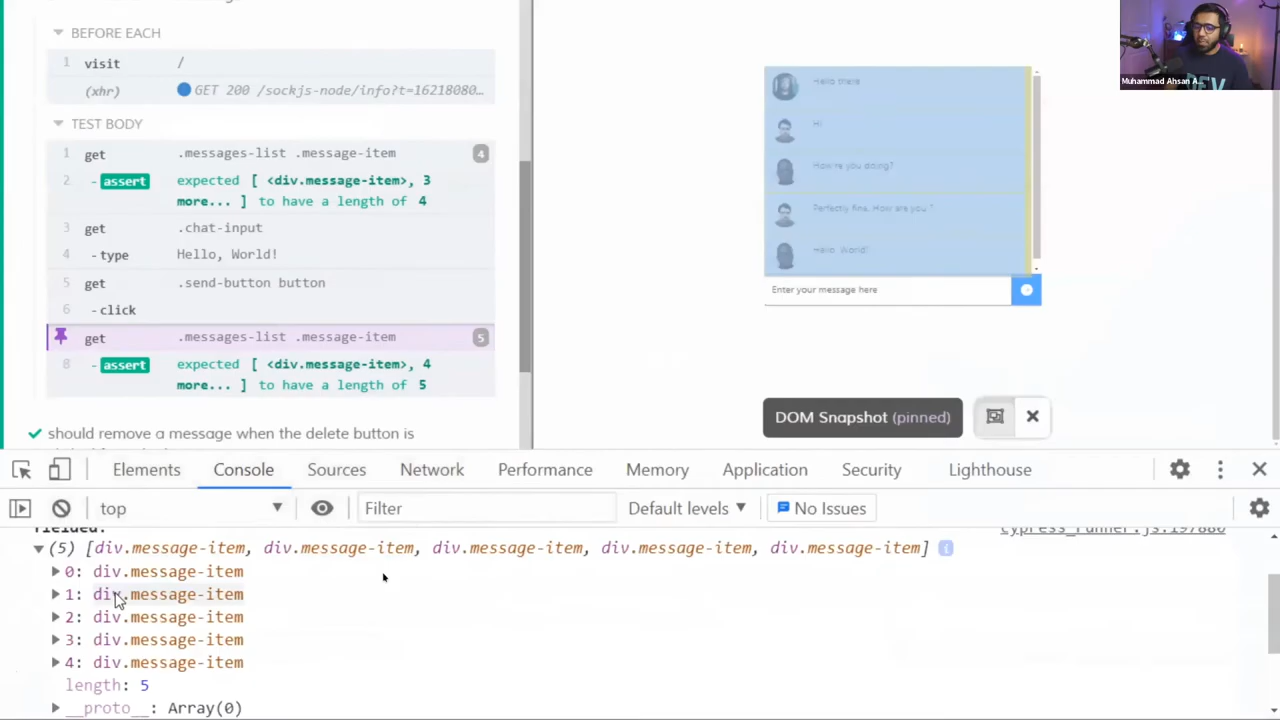 BEFORE EACH
1 visit /
(xhr) GET 200 /sockjs-node/info?t=16218080…
TEST BODY
1 get .messages-list .message-item 4
2 -assert expected [ <div.message-item>, 3
more... ] to have a length of 4
3 get .chat-input
4 -type Hello, World!
5 get .send-button button
6 -click
get .messages-list .message-item 5
8 -assert expected [ <div.message-item>, 4
more... ] to have a length of 5
should remove a message when the delete button is
Hello there
Hi
How're you doing?
Perfectly fine. How are you ?
Hello, World!
Enter your message here
DOM Snapshot (pinned)
Muhammad Ahsan A...
DEV
Elements Console Sources Network Performance Memory Application Security Lighthouse
top Filter Default levels No Issues
Yielded: cypress_runner.js:197880
(5) [div.message-item, div.message-item, div.message-item, div.message-item, div.message-item]
0: div.message-item
1: div.message-item
2: div.message-item
3: div.message-item
4: div.message-item
length: 5
__proto__: Array(0)